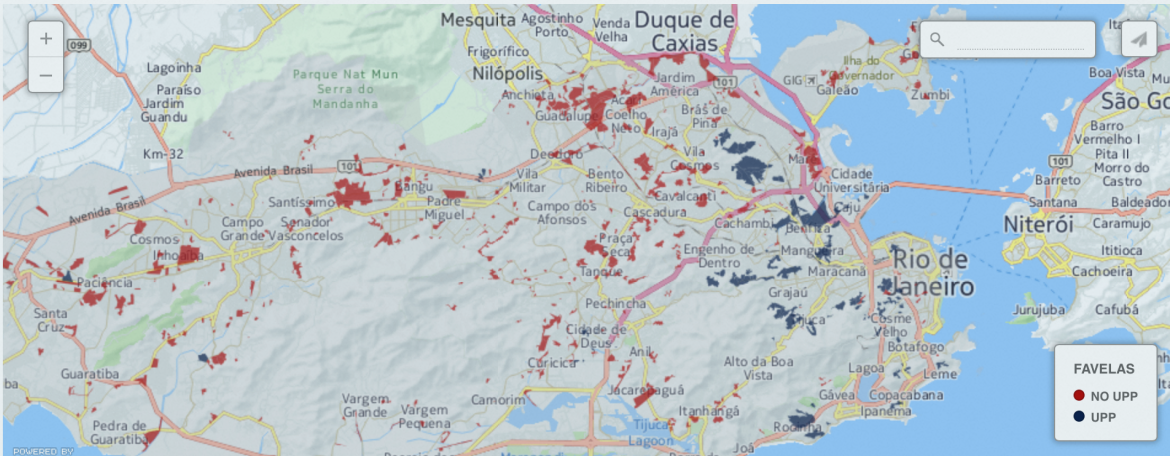 +
−
099
Mesquita
Agostinho
Porto
Venda
Velha
Duque de
Caxias
Frigorífico
Nilópolis
Lagoinha
Paraíso
Jardim
Guandu
Km-32
Parque Nat Mun
Serra do
Mendanha
Anchieta
Guadalupe
Coelho
Neto
Jardim
América
101
GIG
Galeão
Ilha do
Governador
Zumbi
Boa Vista
São Go
Brás de
Pina
Irajá
Vila
Cosmos
Deodoro
Barro
Vermelho I
Pita II
Morro do
Castro
101
Barreto
Santana
Baldeador
Niterói
Caramujo
Ititioca
Cachoeira
Jurujuba
Cafubá
Avenida Brasil
101
Avenida Brasil
Bangu
Vila
Militar
Bento
Ribeiro
Cavalcanti
Cidade
Universitária
Santíssimo
Senador
Vasconcelos
Padre
Miguel
Campo dos
Afonsos
Cascadura
Cachambi
Caju
Benfica
Campo
Grande
Cosmos
Inhoaíba
Paciência
Santa
Cruz
Praça
Seca
Tanque
Engenho de
Dentro
Mangueira
Maracanã
Rio de
Janeiro
Pechincha
Grajaú
Tijuca
Cosme
Velho
Cidade de
Deus
Anil
Curicica
Alto da Boa
Vista
Botafogo
Lagoa
Leme
Guaratiba
Jacarepaguá
Gávea
Copacabana
Ipanema
Vargem
Grande
Vargem
Pequena
Camorim
Itanhangá
Pedra de
Guaratiba
Tijuca
Lagoon
Rocinha
Joá
FAVELAS
NO UPP
UPP
POWERED BY